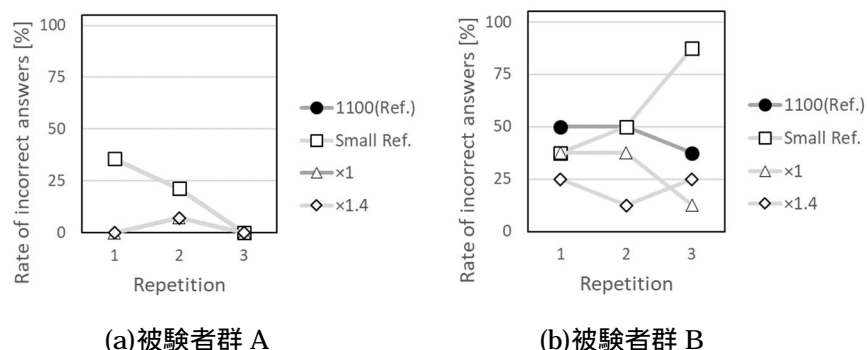 Rate of incorrect answers [%]
100
75
50
25
0
1 2 3
Repetition
1100(Ref.)
Small Ref.
×1
×1.4
(a)被験者群 A
Rate of incorrect answers [%]
100
75
50
25
0
1 2 3
Repetition
1100(Ref.)
Small Ref.
×1
×1.4
(b)被験者群 B